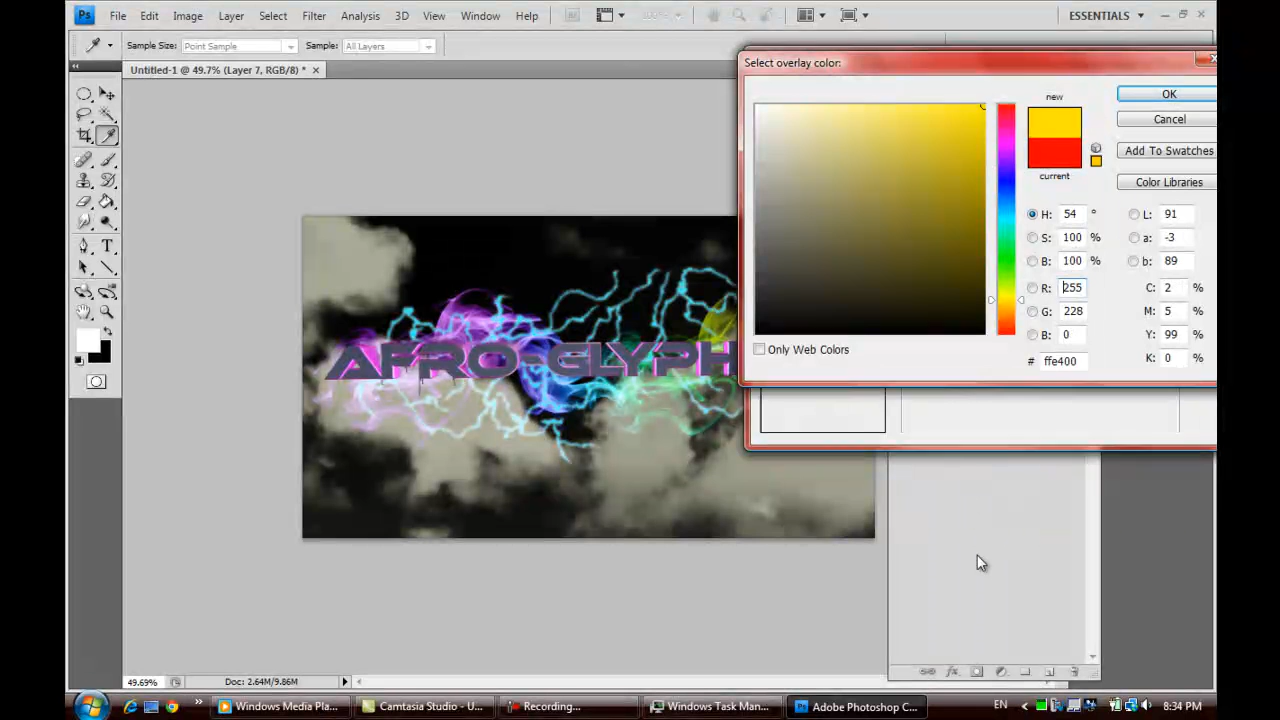 Ps File Edit Image Layer Select Filter Analysis 3D View Window Help 100% ESSENTIALS
Sample Size: Point Sample Sample: All Layers
Untitled-1 @ 49.7% (Layer 7, RGB/8) *
Select overlay color:
new
current
OK
Cancel
Add To Swatches
Color Libraries
H: 54 ° L: 91
S: 100 % a: -3
B: 100 % b: 89
R: 255 C: 2 %
G: 228 M: 5 %
B: 0 Y: 99 %
# ffe400 K: 0 %
Only Web Colors
AFRO-GLYPH
49.69% Doc: 2.64M/9.86M
Windows Media Pla... Camtasia Studio - U... Recording... Windows Task Man... Adobe Photoshop C... EN 8:34 PM